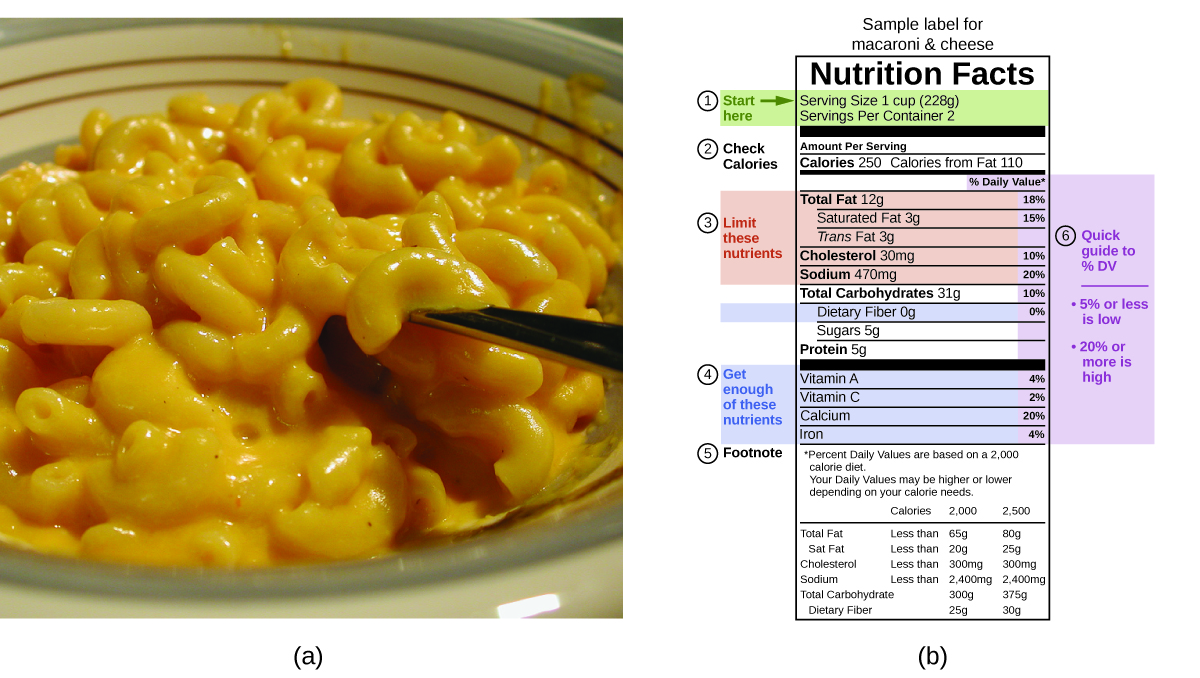 Sample label for
macaroni & cheese
Nutrition Facts
1 Start here
Serving Size 1 cup (228g)
Servings Per Container 2
2 Check Calories
Amount Per Serving
Calories 250 Calories from Fat 110
% Daily Value*
3 Limit these nutrients
Total Fat 12g 18%
Saturated Fat 3g 15%
Trans Fat 3g
Cholesterol 30mg 10%
Sodium 470mg 20%
Total Carbohydrates 31g 10%
Dietary Fiber 0g 0%
Sugars 5g
Protein 5g
4 Get enough of these nutrients
Vitamin A 4%
Vitamin C 2%
Calcium 20%
Iron 4%
5 Footnote
*Percent Daily Values are based on a 2,000
calorie diet.
Your Daily Values may be higher or lower
depending on your calorie needs.
Calories 2,000 2,500
Total Fat Less than 65g 80g
Sat Fat Less than 20g 25g
Cholesterol Less than 300mg 300mg
Sodium Less than 2,400mg 2,400mg
Total Carbohydrate 300g 375g
Dietary Fiber 25g 30g
6 Quick
guide to
% DV
• 5% or less
is low
• 20% or
more is
high
(a)
(b)